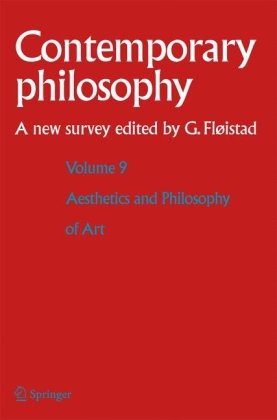 Contemporary
philosophy
A new survey edited by G. Fløistad
Volume 9
Aesthetics and Philosophy
of Art
Springer